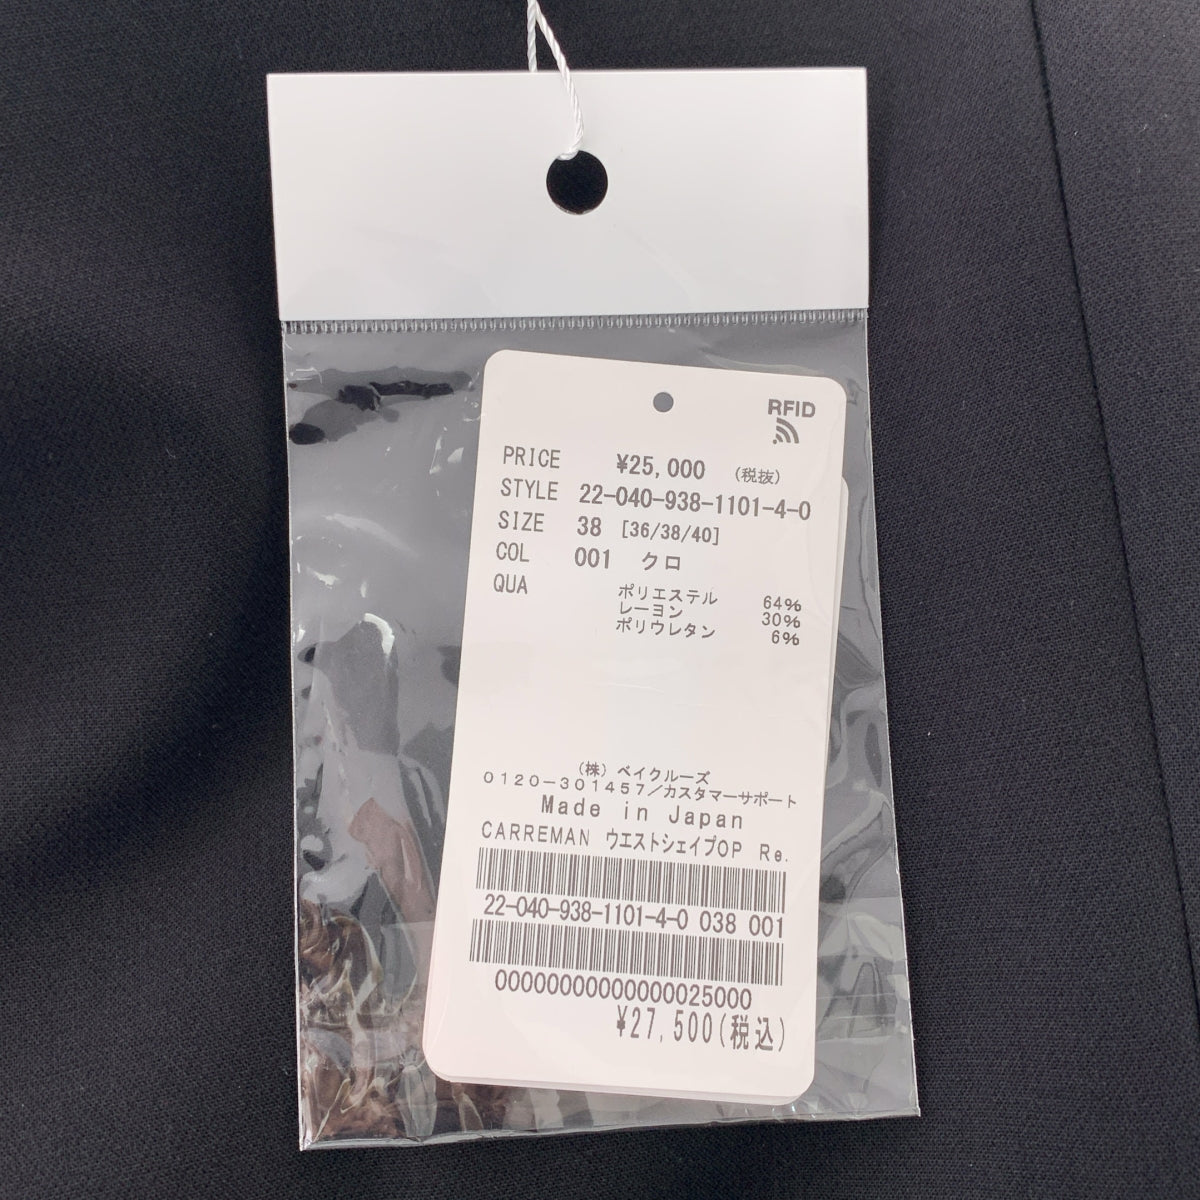 RFID
PRICE ¥25,000 (税抜)
STYLE 22-040-938-1101-4-0
SIZE 38 [36/38/40]
COL 001 クロ
QUA ポリエステル 64%
レーヨン 30%
ポリウレタン 6%
(株)ベイクルーズ
0120-301457/カスタマーサポート
Made in Japan
CARREMAN ウエストシェイプOP Re.
22-040-938-1101-4-0 038 001
00000000000000025000
¥27,500(税込)